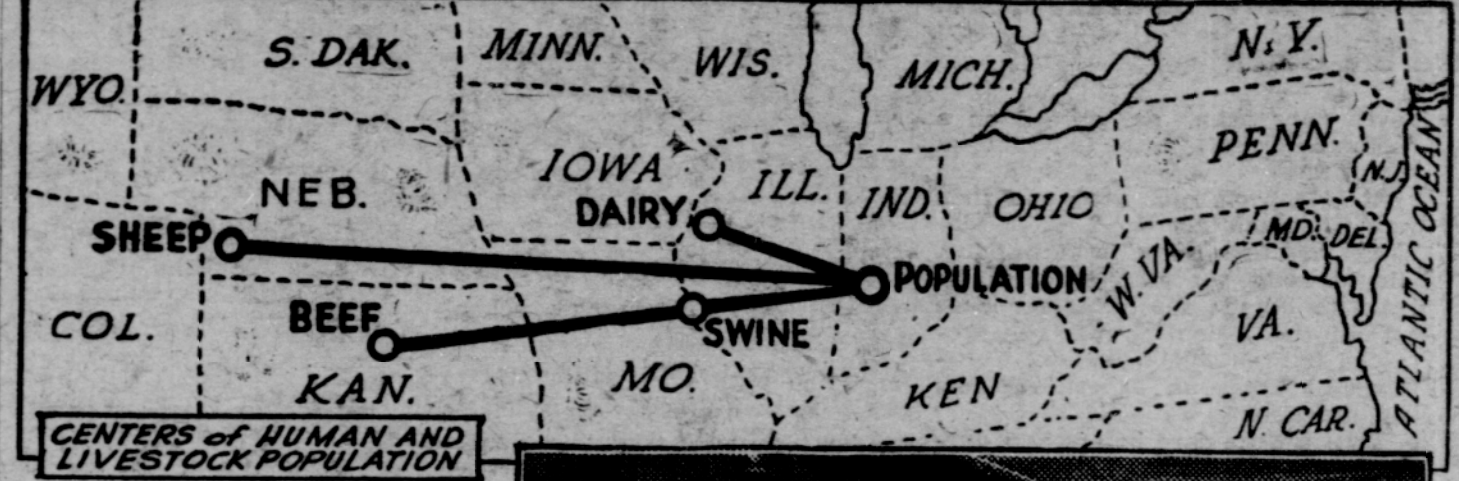 S. DAK.
MINN.
WIS.
MICH.
N. Y.
WYO.
PENN.
IOWA
NEB.
ILL.
IND.
OHIO
N.J.
DAIRY
SHEEP
MD.
DEL.
POPULATION
W. VA.
COL.
BEEF
SWINE
VA.
KAN.
MO.
KEN
N. CAR.
ATLANTIC OCEAN
CENTERS of HUMAN AND
LIVESTOCK POPULATION